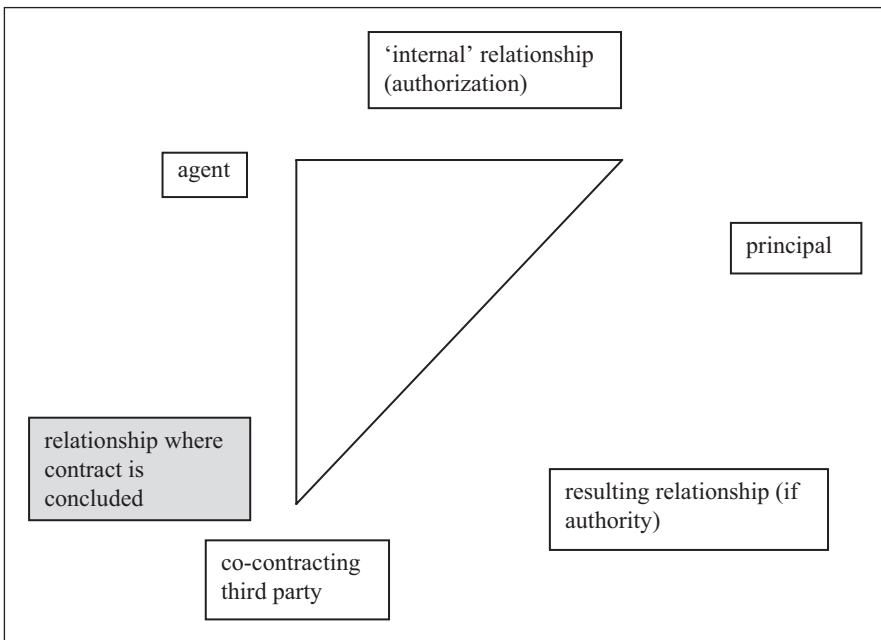 ‘internal’ relationship
(authorization)
agent
principal
relationship where
contract is
concluded
resulting relationship (if
authority)
co-contracting
third party